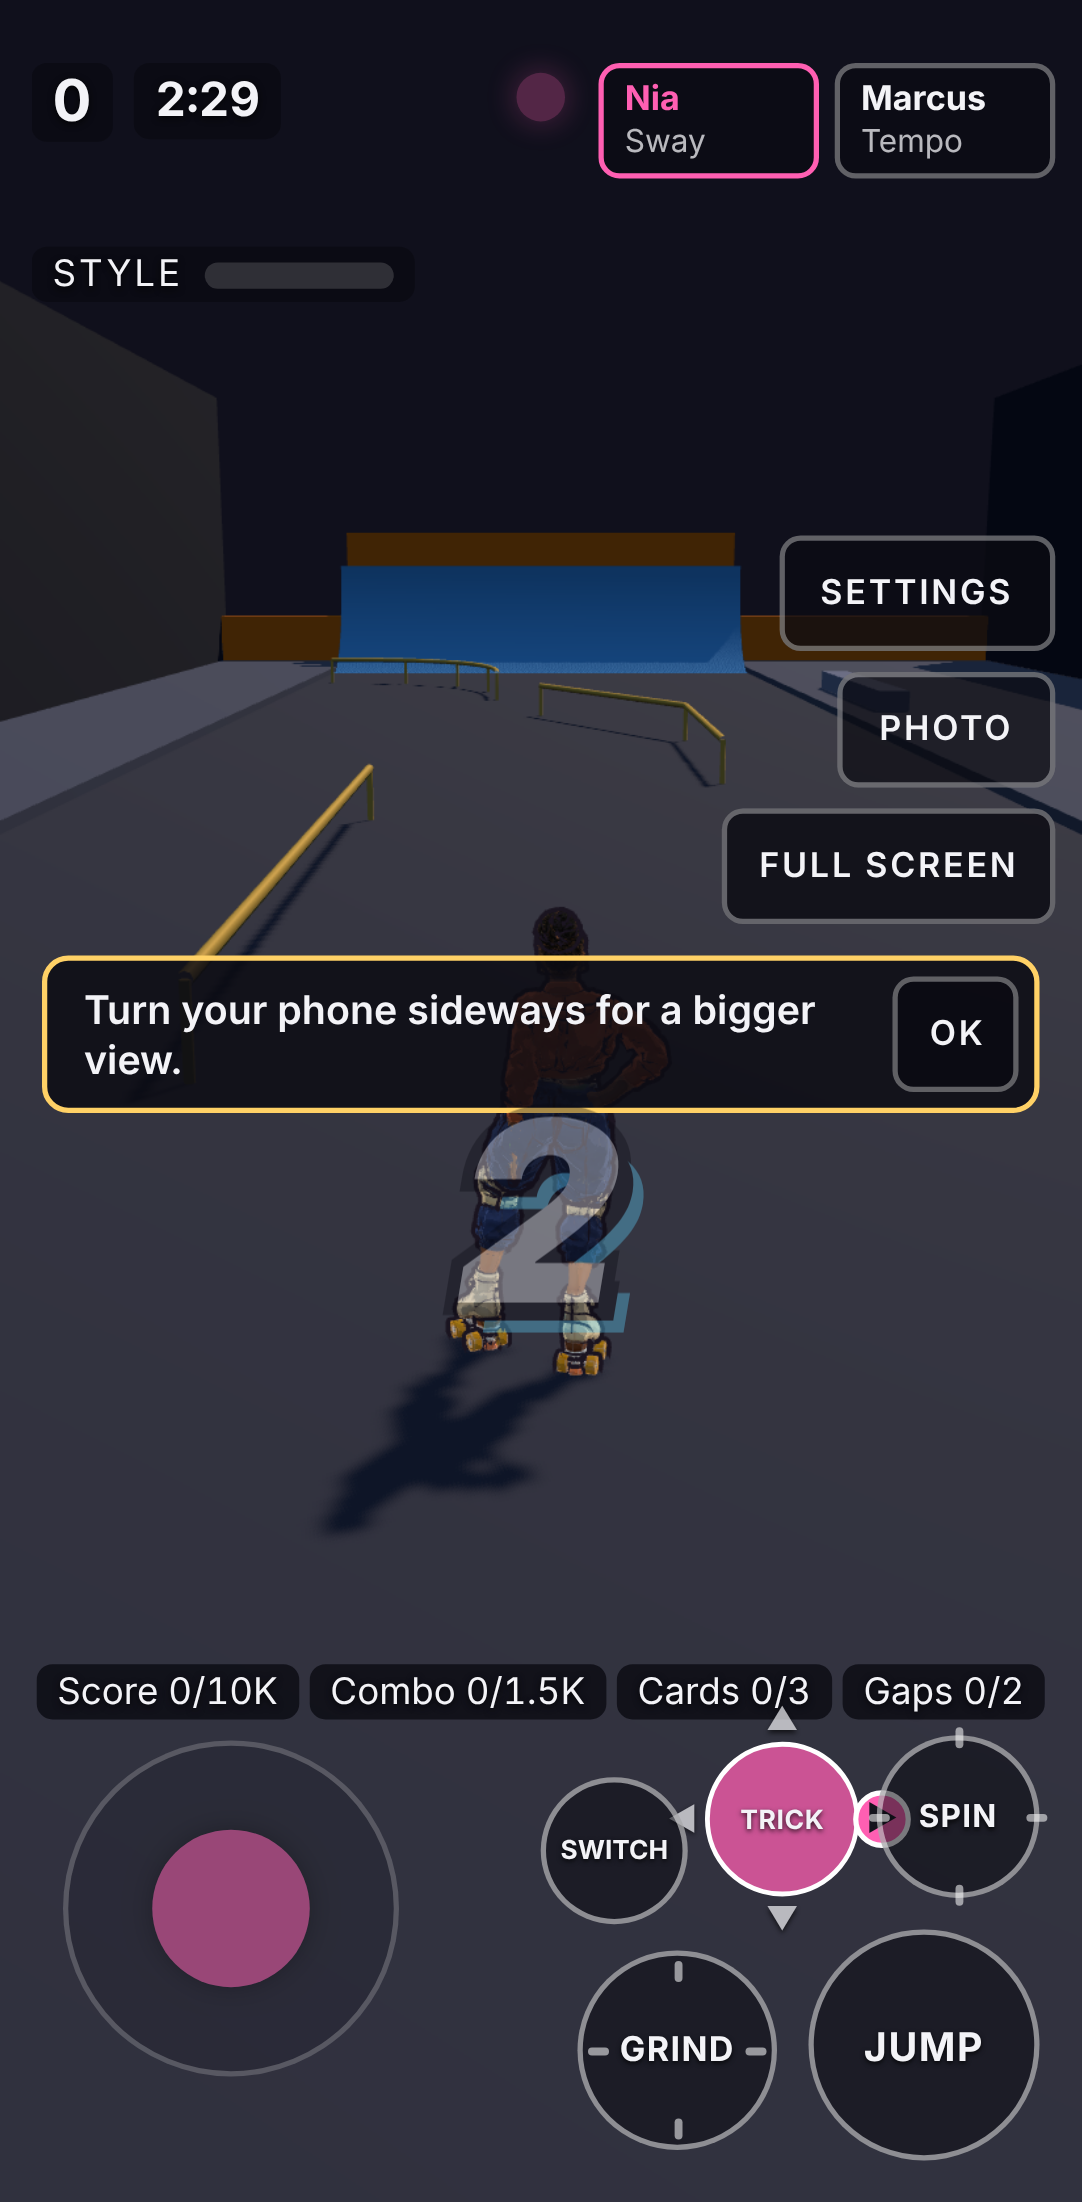 0
2:29
Nia
Sway
Marcus
Tempo
STYLE
SETTINGS
PHOTO
FULL SCREEN
Turn your phone sideways for a bigger
view.
OK
2
Score 0/10K
Combo 0/1.5K
Cards 0/3
Gaps 0/2
SWITCH
TRICK
SPIN
GRIND
JUMP